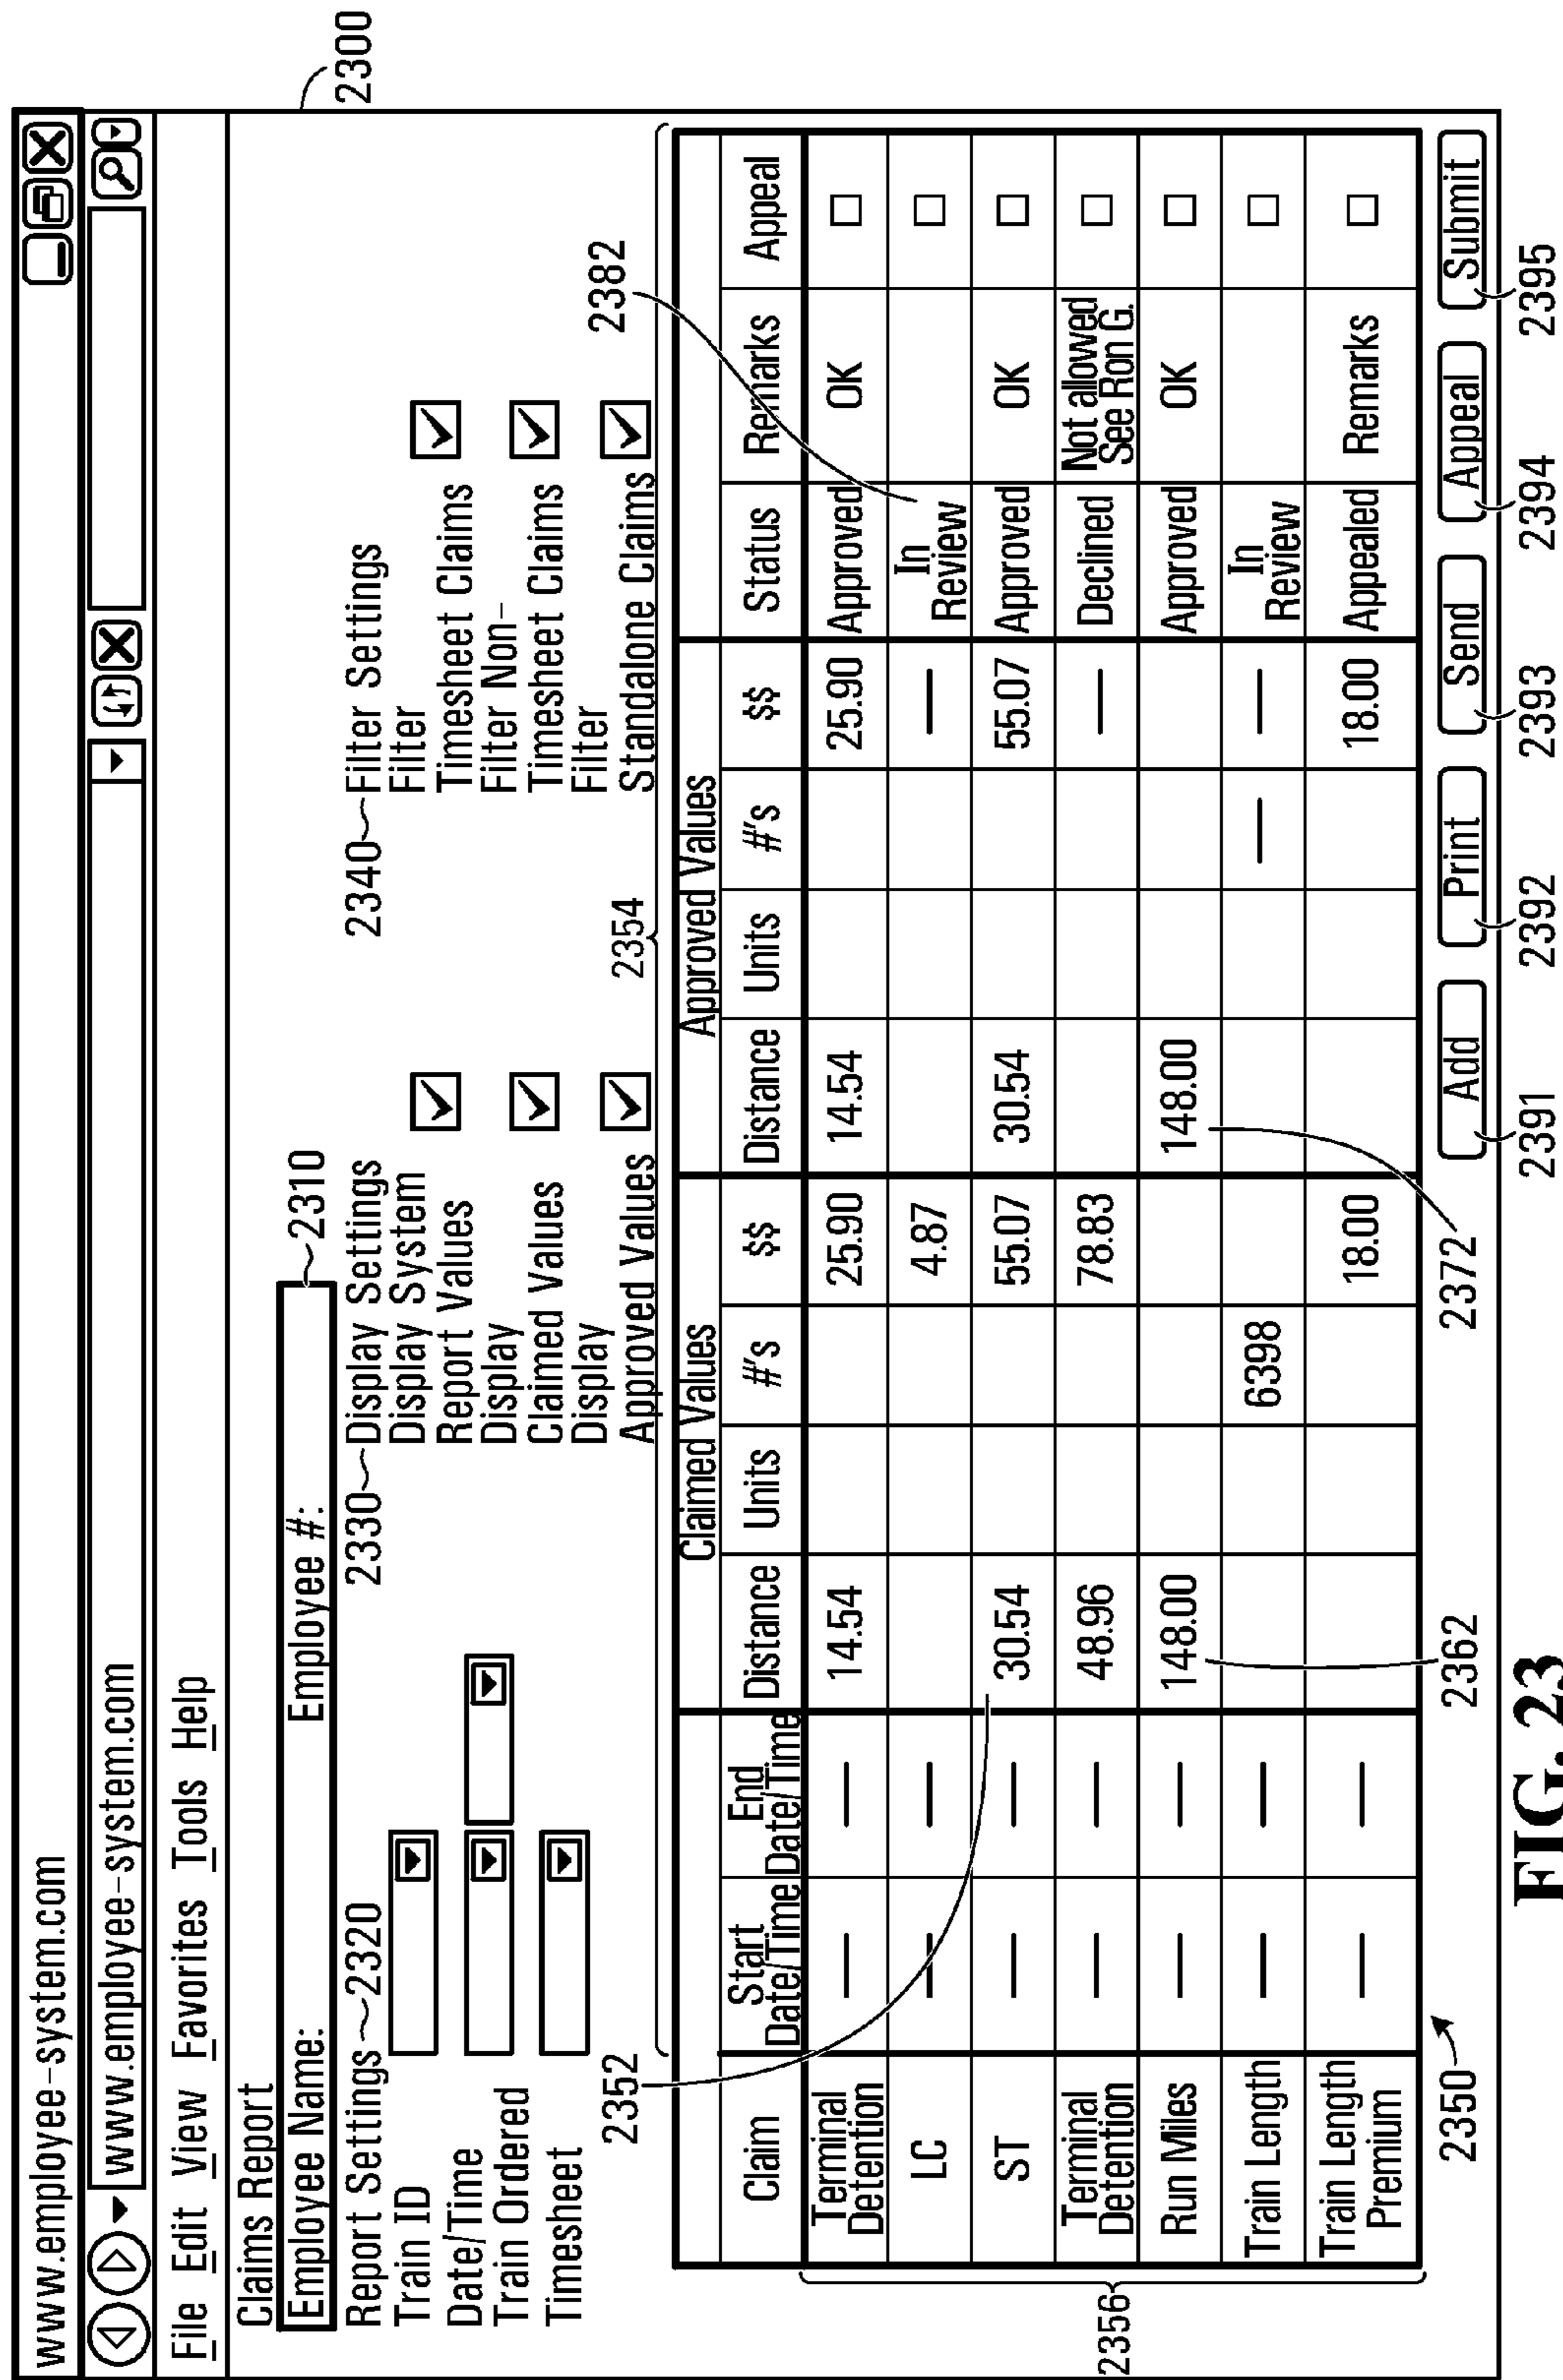 www.employee-system.com
www.employee-system.com
File Edit View Favorites Tools Help
2300
Claims Report
Employee Name: Employee #:
2310
Report Settings 2320
Train ID
Date/Time
Train Ordered
Timesheet
2330 Display Settings
Display System
Report Values
Display
Claimed Values
Display
Approved Values
2340 Filter Settings
Filter
Timesheet Claims
Filter Non-
Timesheet Claims
Filter
Standalone Claims
2352
2354
2382
Claimed Values Approved Values
Claim Start Date/Time End Date/Time Distance Units #'s $$ Distance Units #'s $$ Status Remarks Appeal
Terminal Detention — — 14.54 25.90 14.54 25.90 Approved OK
LC — — 4.87 — In Review
ST — — 30.54 55.07 30.54 55.07 Approved OK
Terminal Detention — — 48.96 78.83 — Declined Not allowed See Ron G.
Run Miles — — 148.00 148.00 Approved OK
Train Length — — 6398 — — In Review
Train Length Premium — — 18.00 18.00 Appealed Remarks
2356
Add Print Send Appeal Submit
2350
2362
2372
2391 2392 2393 2394 2395
FIG. 23